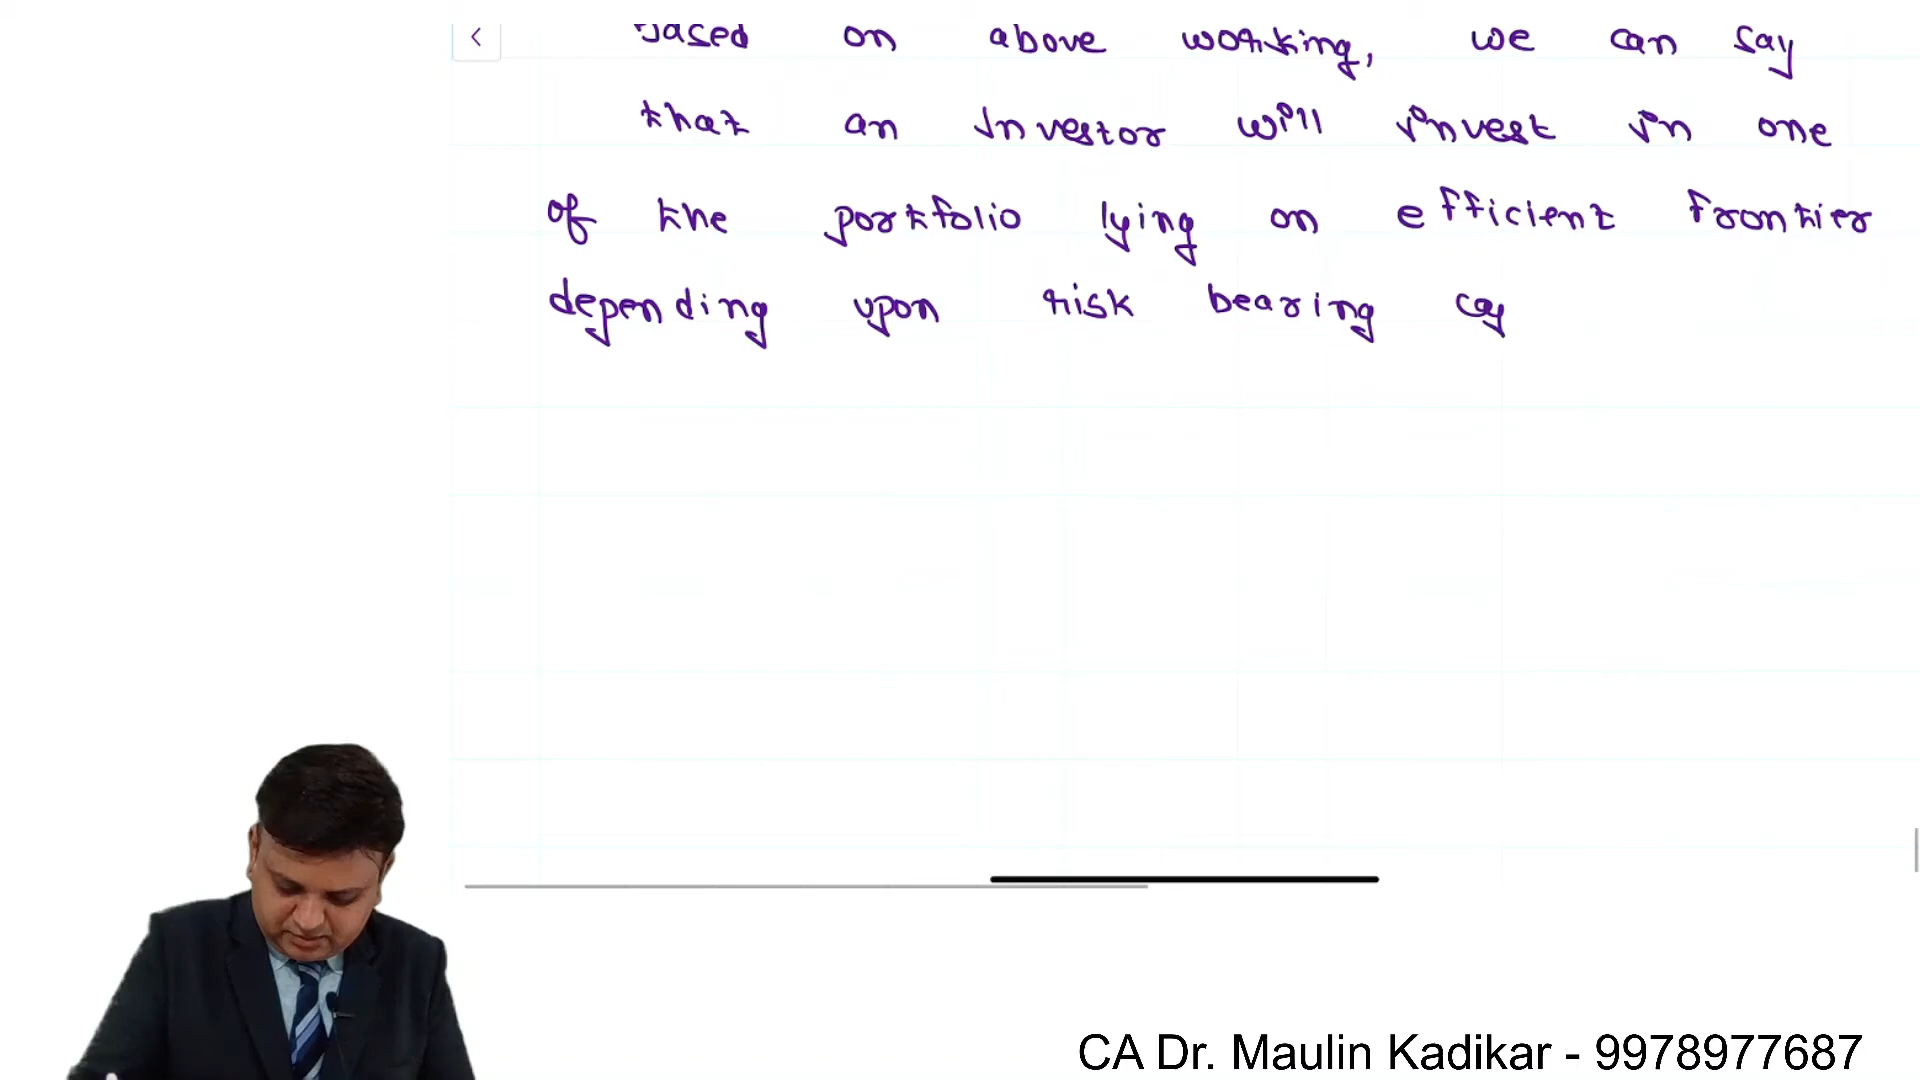 Based on above working, we can say
that an Investor will invest in one
of the portfolio lying on efficient frontier
depending upon risk bearing
CA Dr. Maulin Kadikar - 9978977687